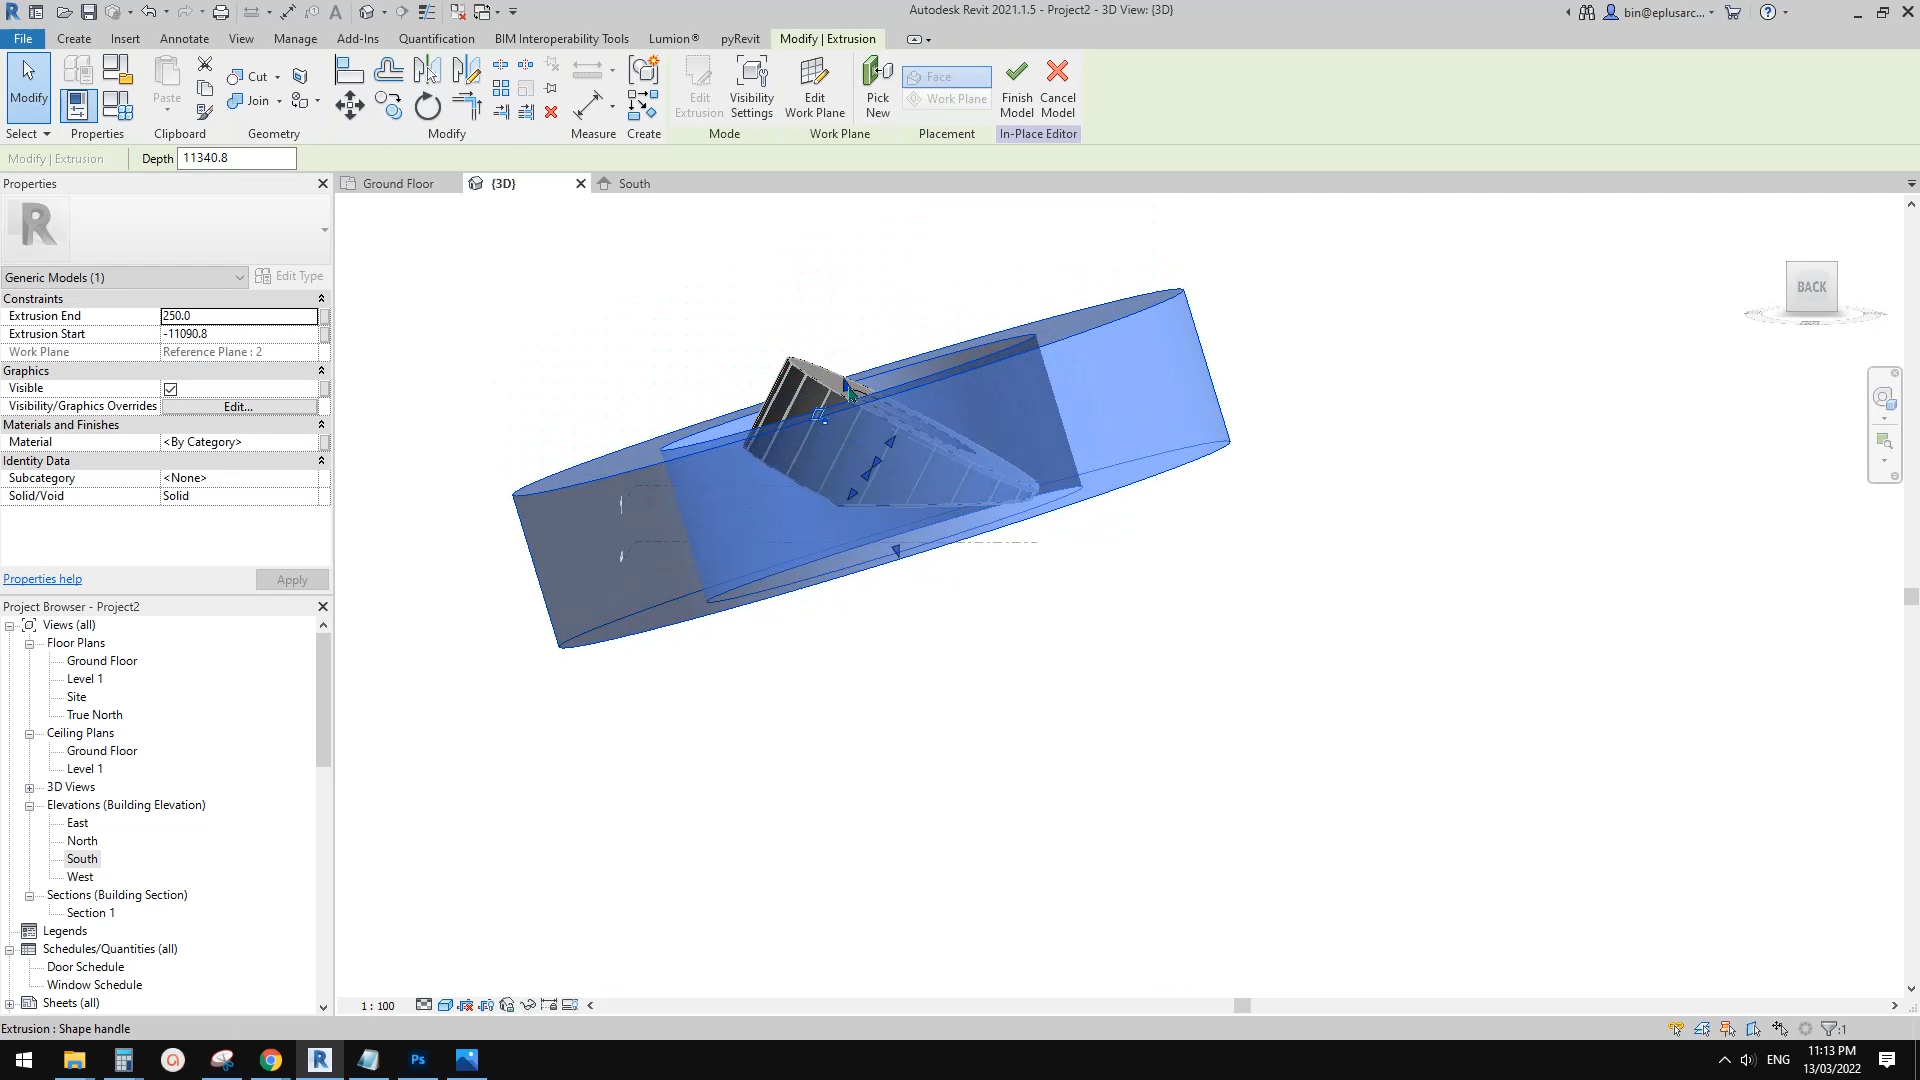 Autodesk Revit 2021.1.5 - Project2 - 3D View: {3D}
bin@eplusarc...
File Create Insert Annotate View Manage Add-Ins Quantification BIM Interoperability Tools Lumion® pyRevit Modify | Extrusion
Modify
Select
Properties
Paste
Clipboard
Cut
Join
Geometry
Modify
Measure
Create
Edit Extrusion
Visibility Settings
Mode
Edit Work Plane
Work Plane
Pick New
Face
Work Plane
Placement
Finish Model
Cancel Model
In-Place Editor
Modify | Extrusion Depth 11340.8
Properties
Ground Floor
{3D}
South
Generic Models (1)
Edit Type
Constraints
Extrusion End 250.0
Extrusion Start -11090.8
Work Plane Reference Plane : 2
Graphics
Visible
Visibility/Graphics Overrides Edit...
Materials and Finishes
Material <By Category>
Identity Data
Subcategory <None>
Solid/Void Solid
Properties help
Apply
Project Browser - Project2
Views (all)
Floor Plans
Ground Floor
Level 1
Site
True North
Ceiling Plans
Ground Floor
Level 1
3D Views
Elevations (Building Elevation)
East
North
South
West
Sections (Building Section)
Section 1
Legends
Schedules/Quantities (all)
Door Schedule
Window Schedule
Sheets (all)
BACK
1 : 100
Extrusion : Shape handle
:1
ENG
11:13 PM
13/03/2022